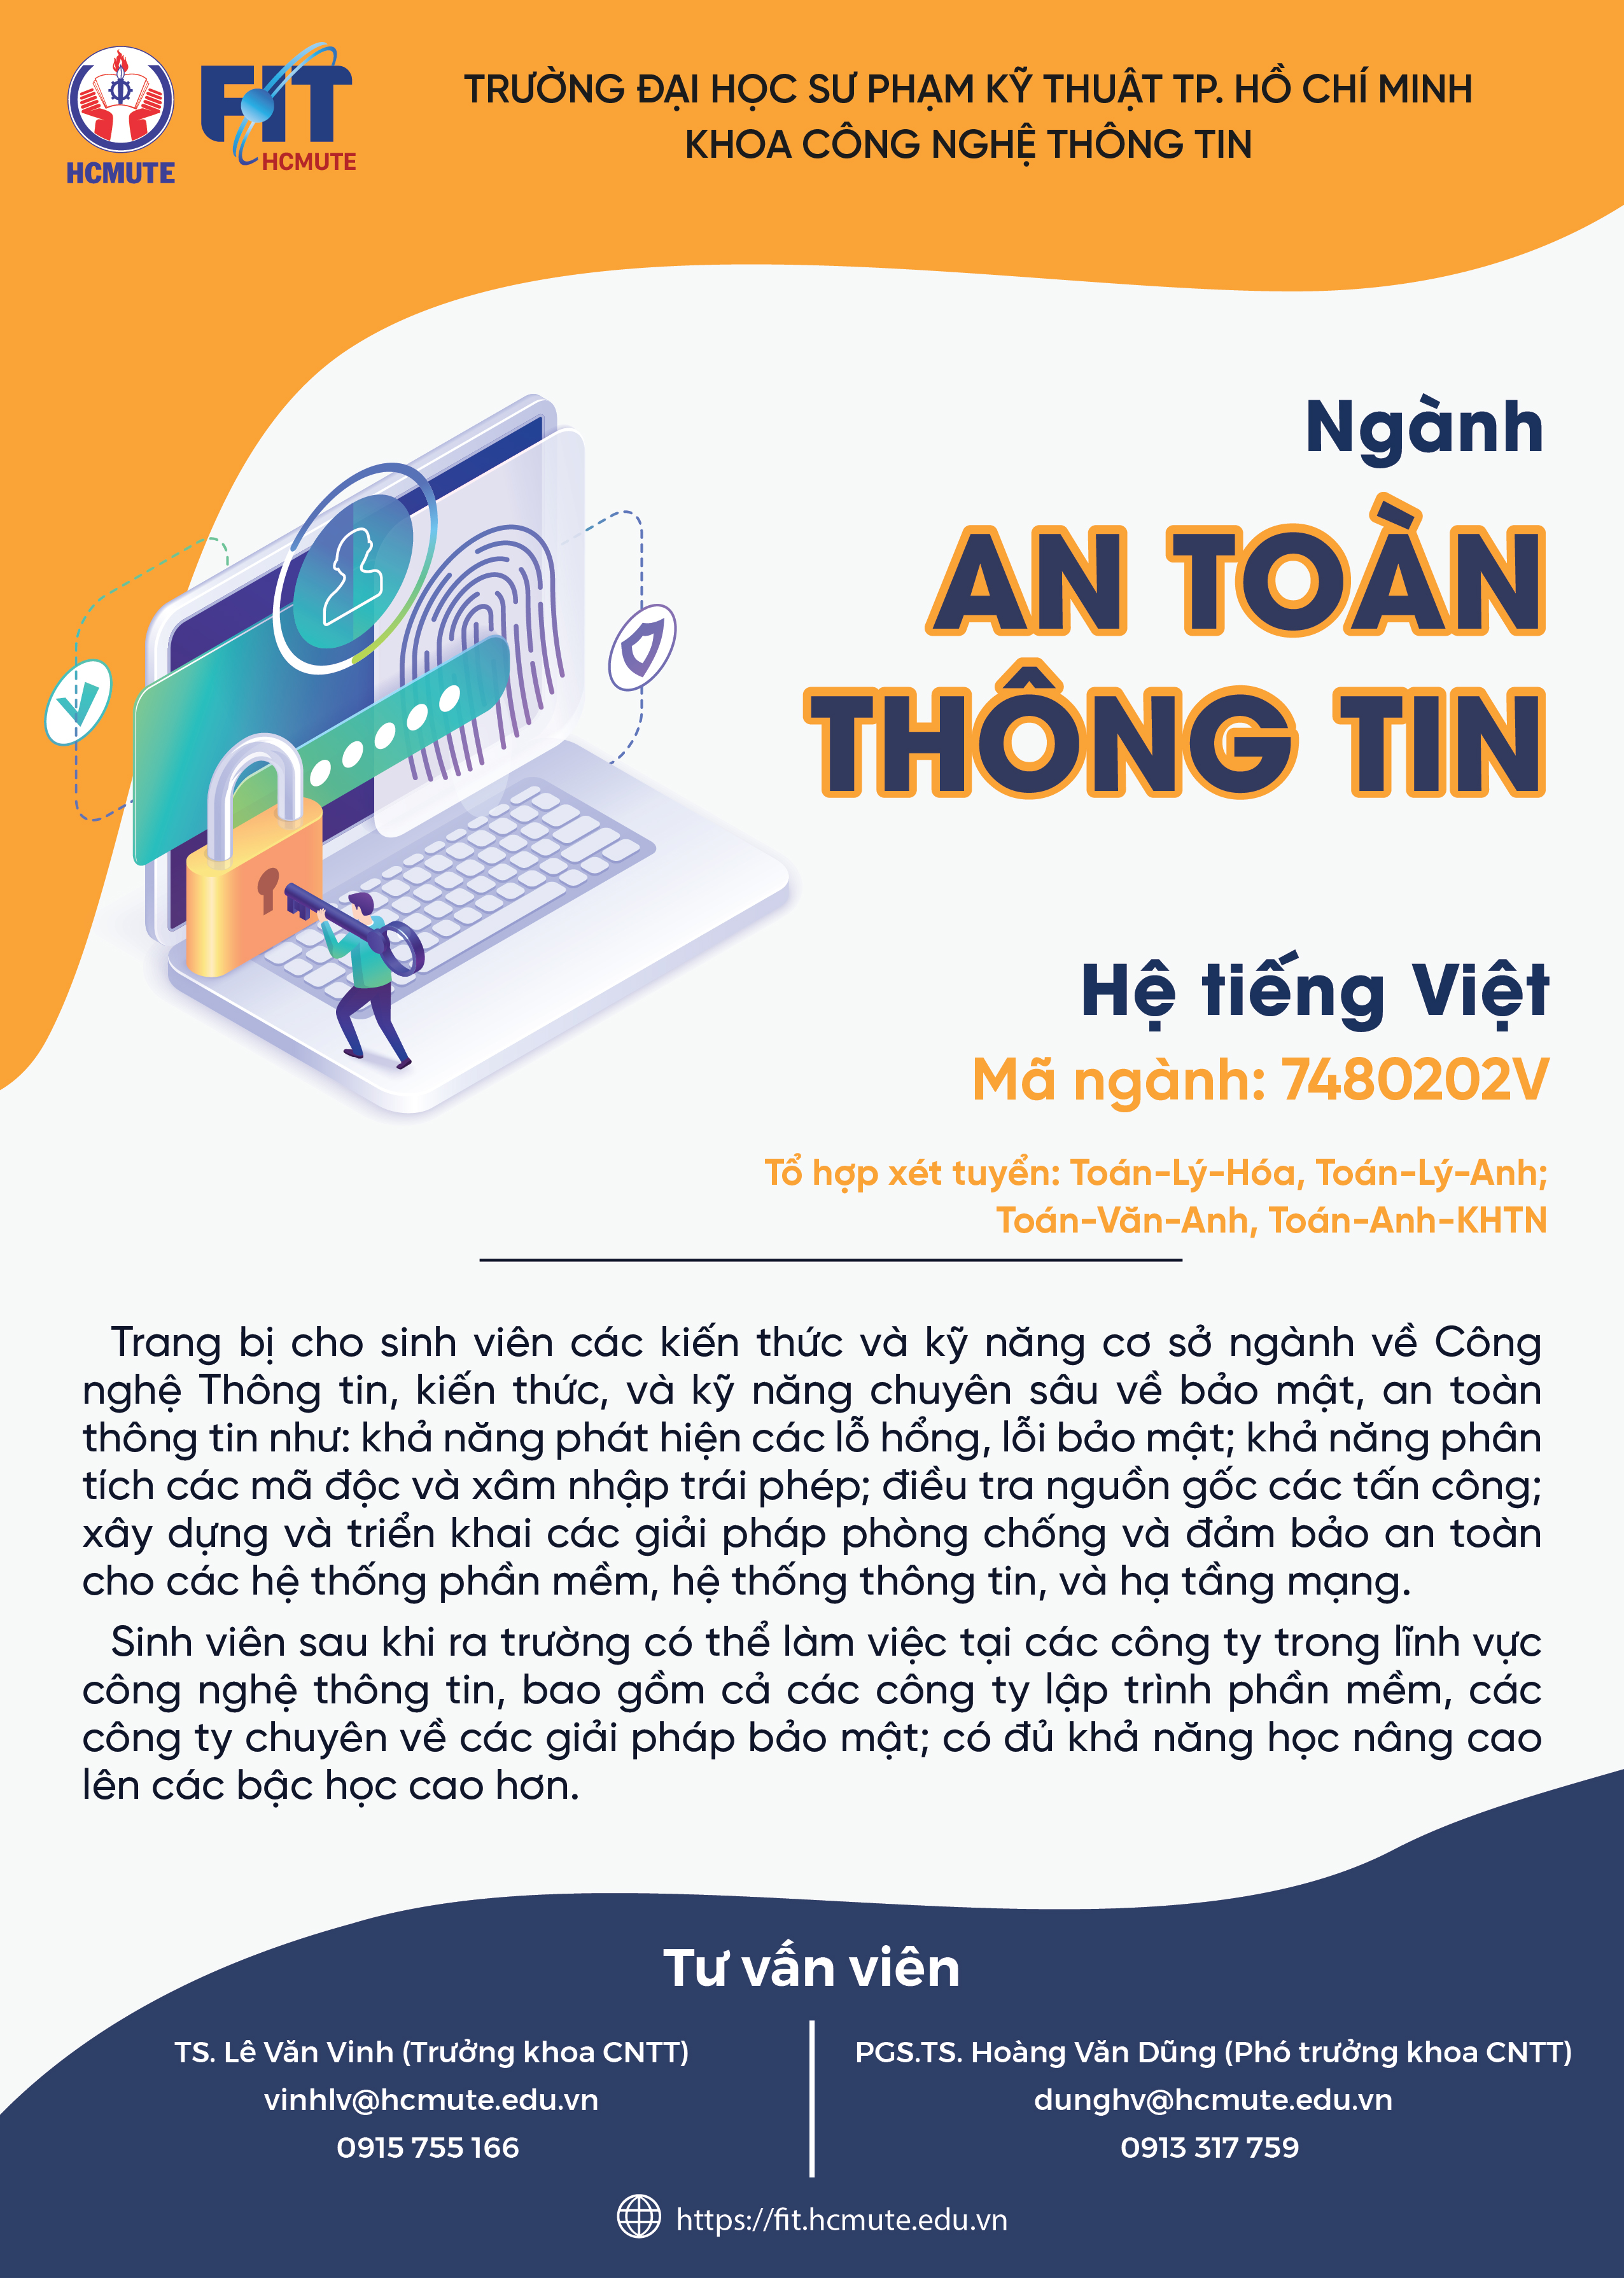 HCMUTE
FIT
HCMUTE
TRƯỜNG ĐẠI HỌC SƯ PHẠM KỸ THUẬT TP. HỒ CHÍ MINH
KHOA CÔNG NGHỆ THÔNG TIN
Ngành
AN TOÀN
THÔNG TIN
Hệ tiếng Việt
Mã ngành: 7480202V
Tổ hợp xét tuyển: Toán-Lý-Hóa, Toán-Lý-Anh;
Toán-Văn-Anh, Toán-Anh-KHTN
Trang bị cho sinh viên các kiến thức và kỹ năng cơ sở ngành về Công
nghệ Thông tin, kiến thức, và kỹ năng chuyên sâu về bảo mật, an toàn
thông tin như: khả năng phát hiện các lỗ hổng, lỗi bảo mật; khả năng phân
tích các mã độc và xâm nhập trái phép; điều tra nguồn gốc các tấn công;
xây dựng và triển khai các giải pháp phòng chống và đảm bảo an toàn
cho các hệ thống phần mềm, hệ thống thông tin, và hạ tầng mạng.
Sinh viên sau khi ra trường có thể làm việc tại các công ty trong lĩnh vực
công nghệ thông tin, bao gồm cả các công ty lập trình phần mềm, các
công ty chuyên về các giải pháp bảo mật; có đủ khả năng học nâng cao
lên các bậc học cao hơn.
Tư vấn viên
TS. Lê Văn Vinh (Trưởng khoa CNTT)
vinhlv@hcmute.edu.vn
0915 755 166
PGS.TS. Hoàng Văn Dũng (Phó trưởng khoa CNTT)
dunghv@hcmute.edu.vn
0913 317 759
https://fit.hcmute.edu.vn